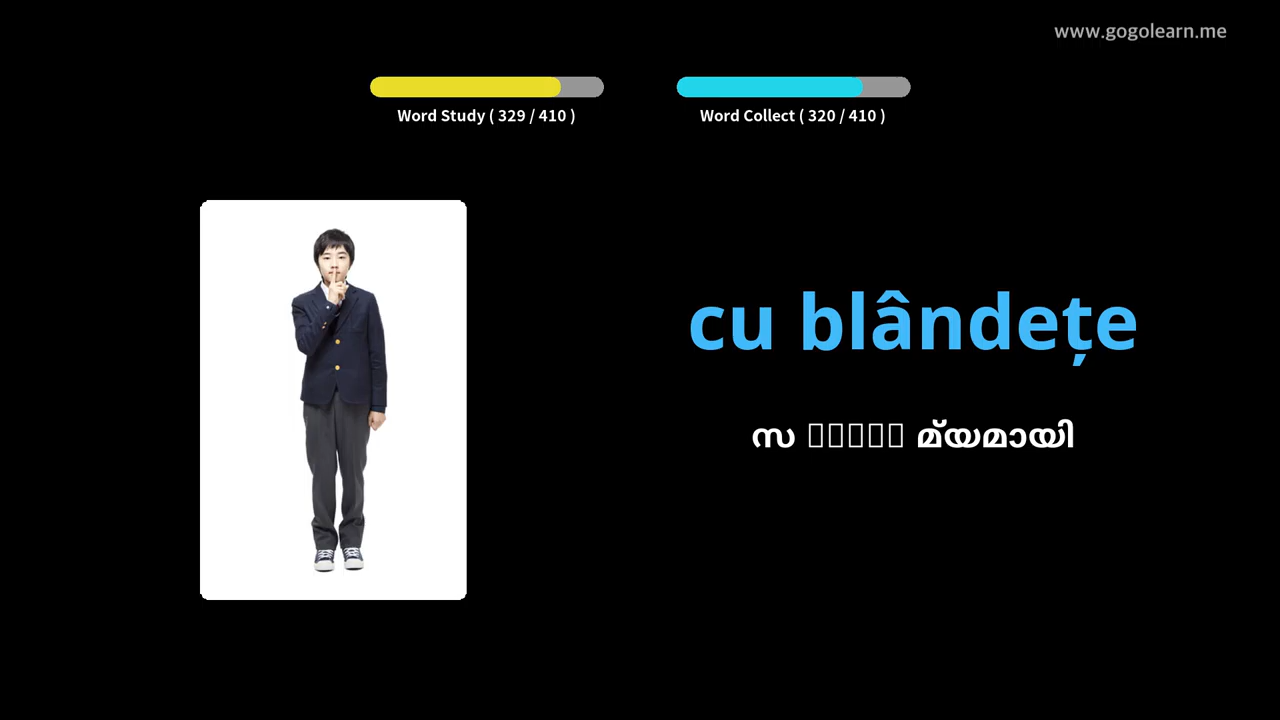 www.gogolearn.me
Word Study ( 329 / 410 )
Word Collect ( 320 / 410 )
cu blândețe
സ മ്യമായി